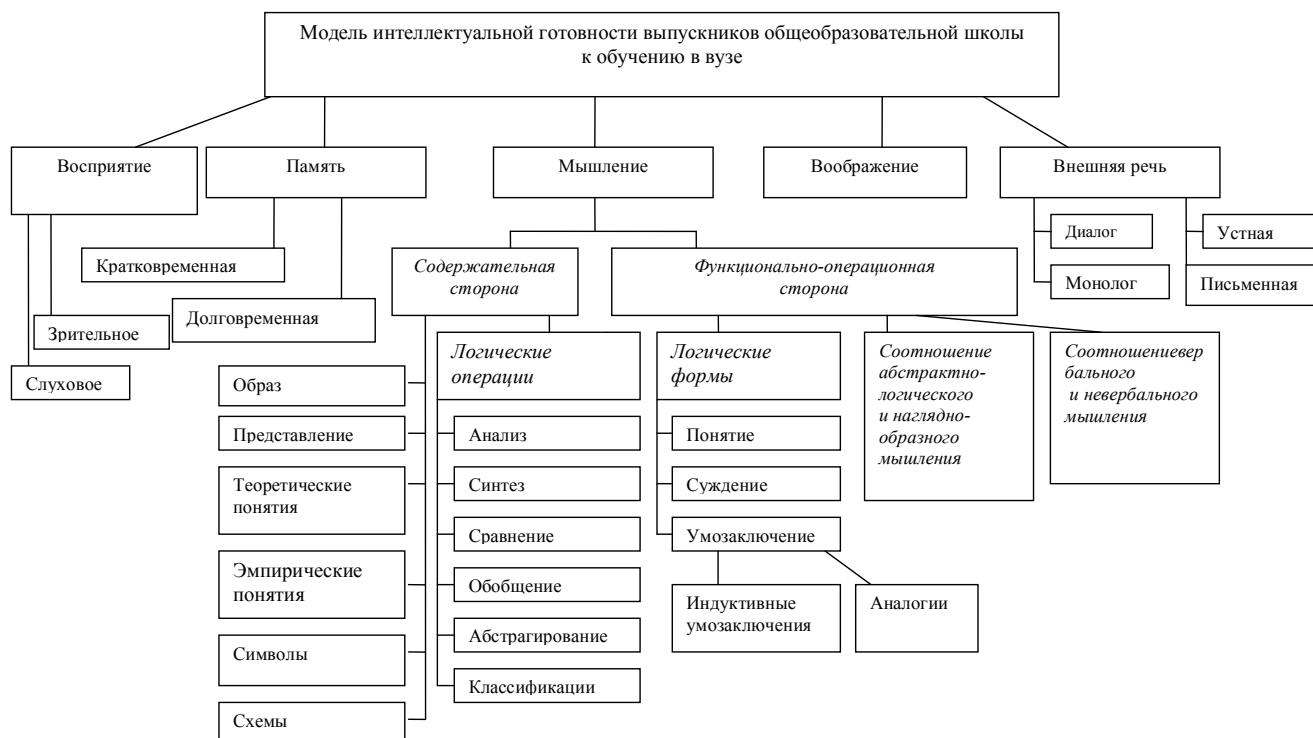 Модель интеллектуальной готовности выпускников общеобразовательной школы
к обучению в вузе
Восприятие
Память
Мышление
Воображение
Внешняя речь
Диалог
Устная
Монолог
Письменная
Кратковременная
Долговременная
Зрительное
Слуховое
Содержательная
сторона
Функционально-операционная
сторона
Логические
операции
Логические
формы
Соотношение
абстрактно-
логического
и наглядно-
образного
мышления
Соотношениевер
бального
и невербального
мышления
Образ
Представление
Теоретические
понятия
Эмпирические
понятия
Символы
Схемы
Анализ
Синтез
Сравнение
Обобщение
Абстрагирование
Классификации
Понятие
Суждение
Умозаключение
Индуктивные
умозаключения
Аналогии